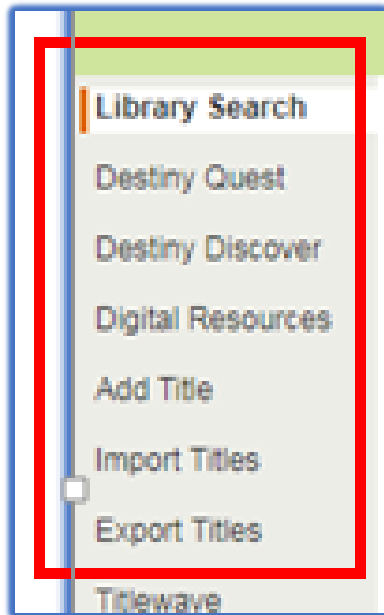 Library Search
Destiny Quest
Destiny Discover
Digital Resources
Add Title
Import Titles
Export Titles
Titlewave